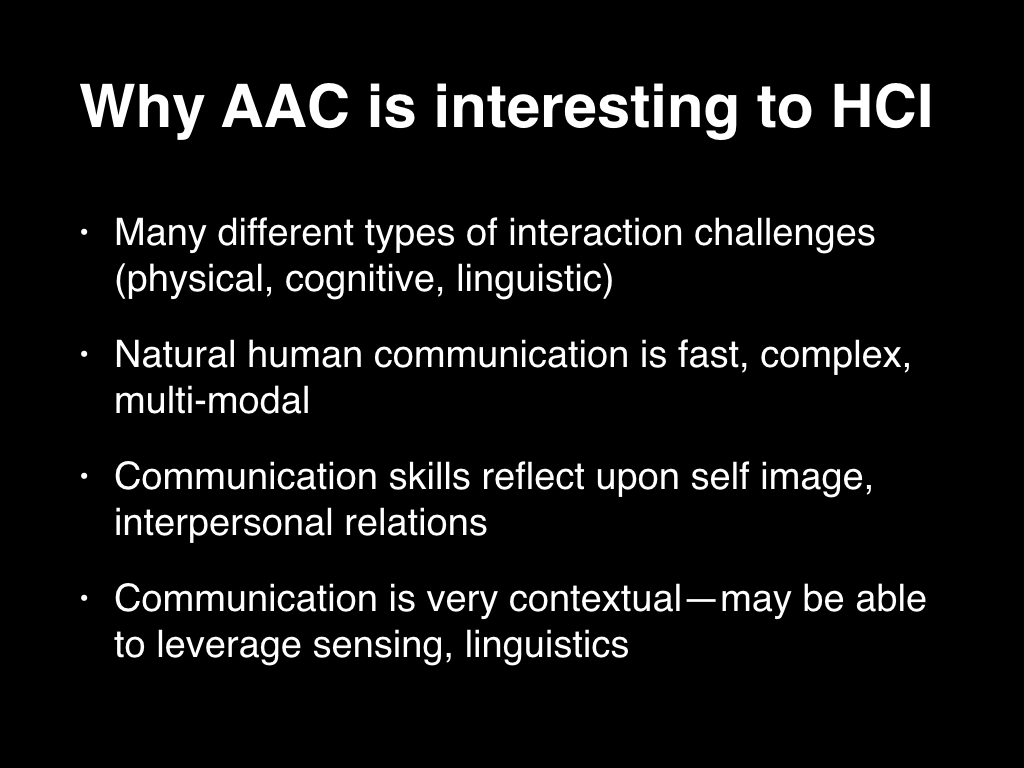 Why AAC is interesting to HCI
• Many different types of interaction challenges
(physical, cognitive, linguistic)
• Natural human communication is fast, complex,
multi-modal
• Communication skills reflect upon self image,
interpersonal relations
• Communication is very contextual—may be able
to leverage sensing, linguistics